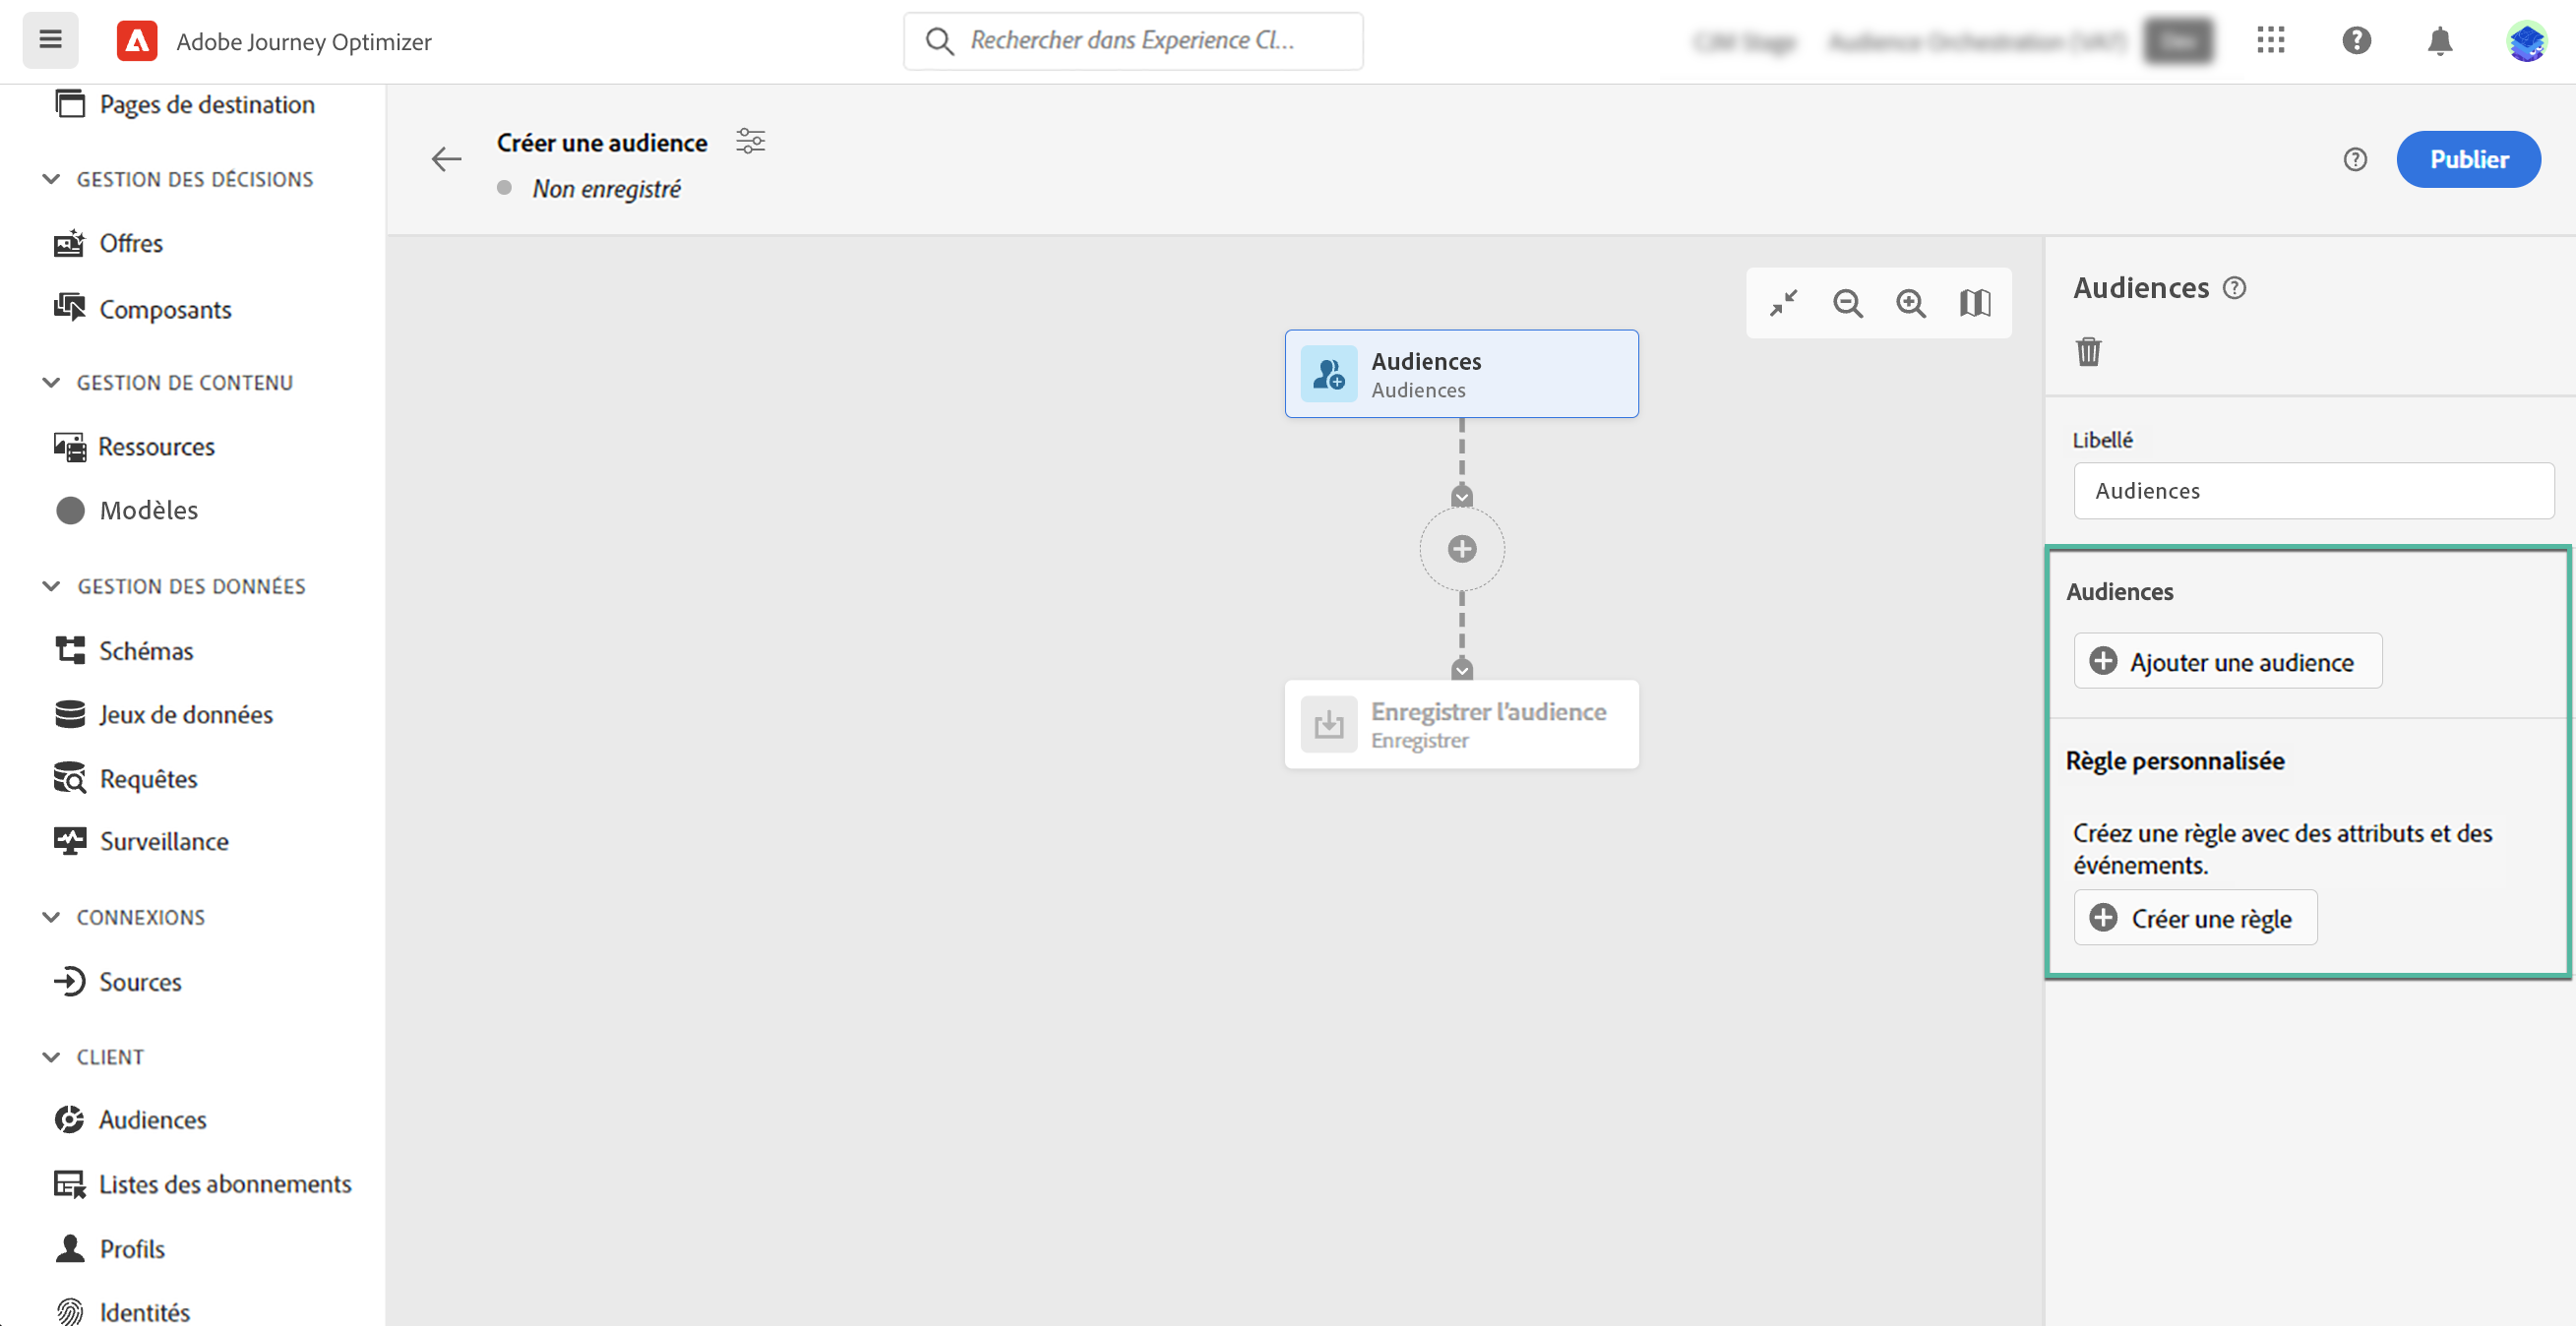 Adobe Journey Optimizer
Rechercher dans Experience Cl...
Pages de destination
GESTION DES DÉCISIONS
Offres
Composants
GESTION DE CONTENU
Ressources
Modèles
GESTION DES DONNÉES
Schémas
Jeux de données
Requêtes
Surveillance
CONNEXIONS
Sources
CLIENT
Audiences
Listes des abonnements
Profils
Identités
Créer une audience
Non enregistré
Publier
Audiences
Audiences
Enregistrer l’audience
Enregistrer
Audiences
Libellé
Audiences
Audiences
Ajouter une audience
Règle personnalisée
Créez une règle avec des attributs et des
événements.
Créer une règle